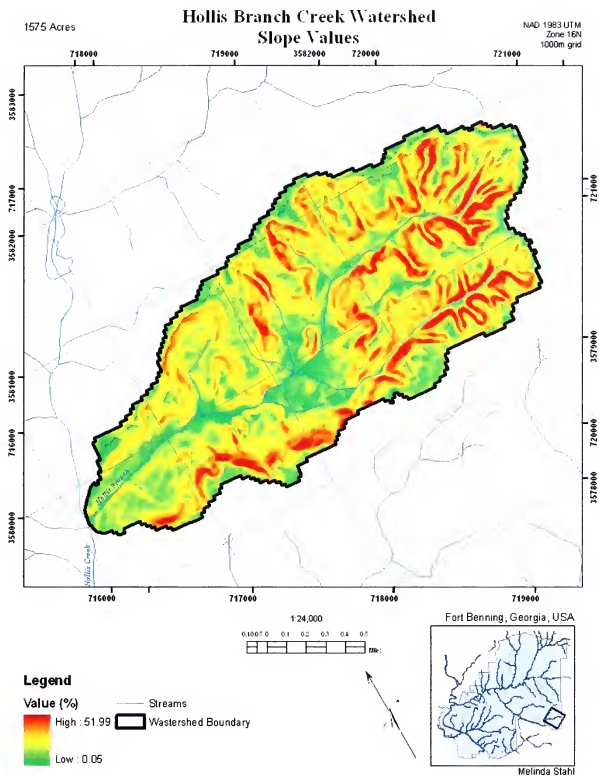 Hollis Branch Creek Watershed
Slope Values
1575 Acres
NAD 1983 UTM
Zone 16N
1000m grid
718000 719000 3582000 720000 721000
3583000
7177000
3582000
3581000
716000
3580000
721000
3579000
720000
3578000
Hollis Branch
Hollis Creek
716000 717000 718000 719000
1:24,000
0.10.05 0 0.1 0.2 0.3 0.4 0.5
Fort Benning, Georgia, USA
Legend
Value (%)
High : 51.99
Low : 0.05
Streams
Wastershed Boundary
Melinda Stahl